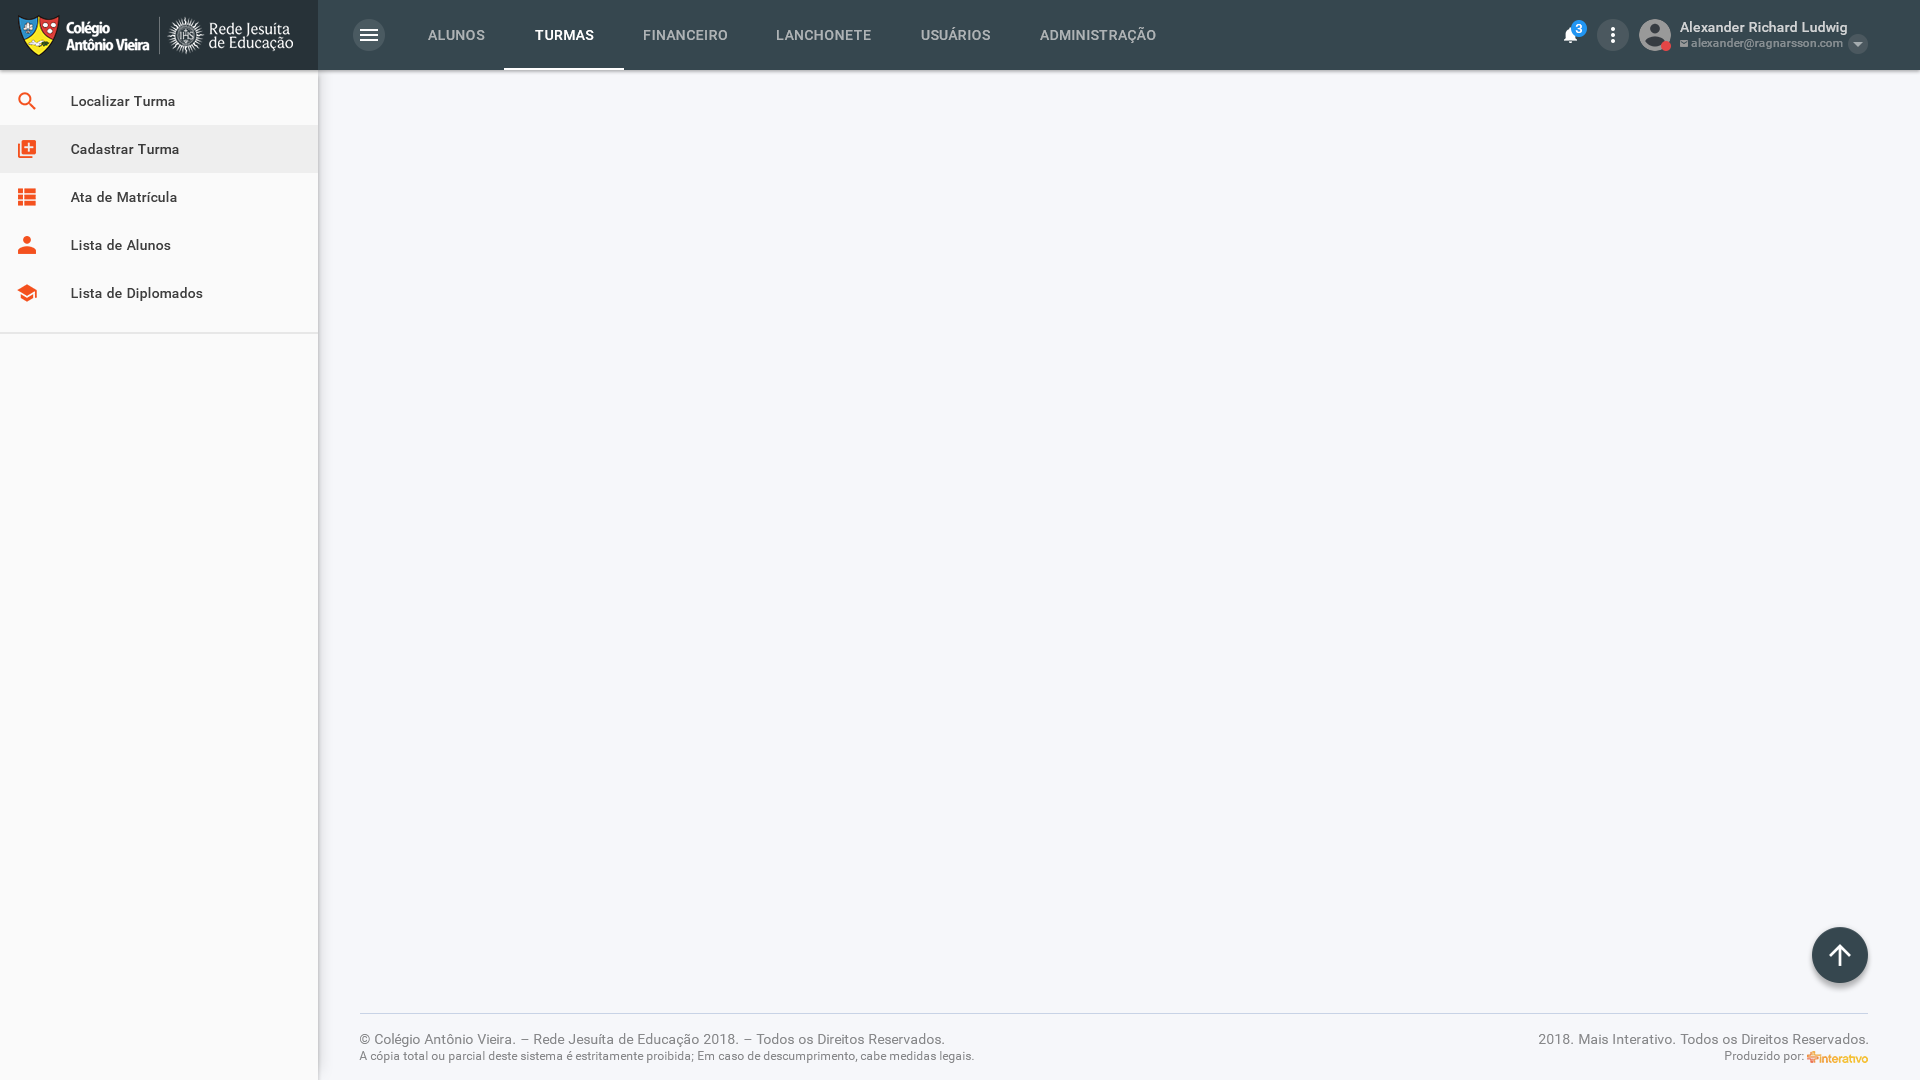 Colégio
Antônio Vieira
Rede Jesuíta
de Educação
ALUNOS
TURMAS
FINANCEIRO
LANCHONETE
USUÁRIOS
ADMINISTRAÇÃO
3
Alexander Richard Ludwig
alexander@ragnarsson.com
Localizar Turma
Cadastrar Turma
Ata de Matrícula
Lista de Alunos
Lista de Diplomados
© Colégio Antônio Vieira. – Rede Jesuíta de Educação 2018. – Todos os Direitos Reservados.
A cópia total ou parcial deste sistema é estritamente proibida; Em caso de descumprimento, cabe medidas legais.
2018. Mais Interativo. Todos os Direitos Reservados.
Produzido por: interativo